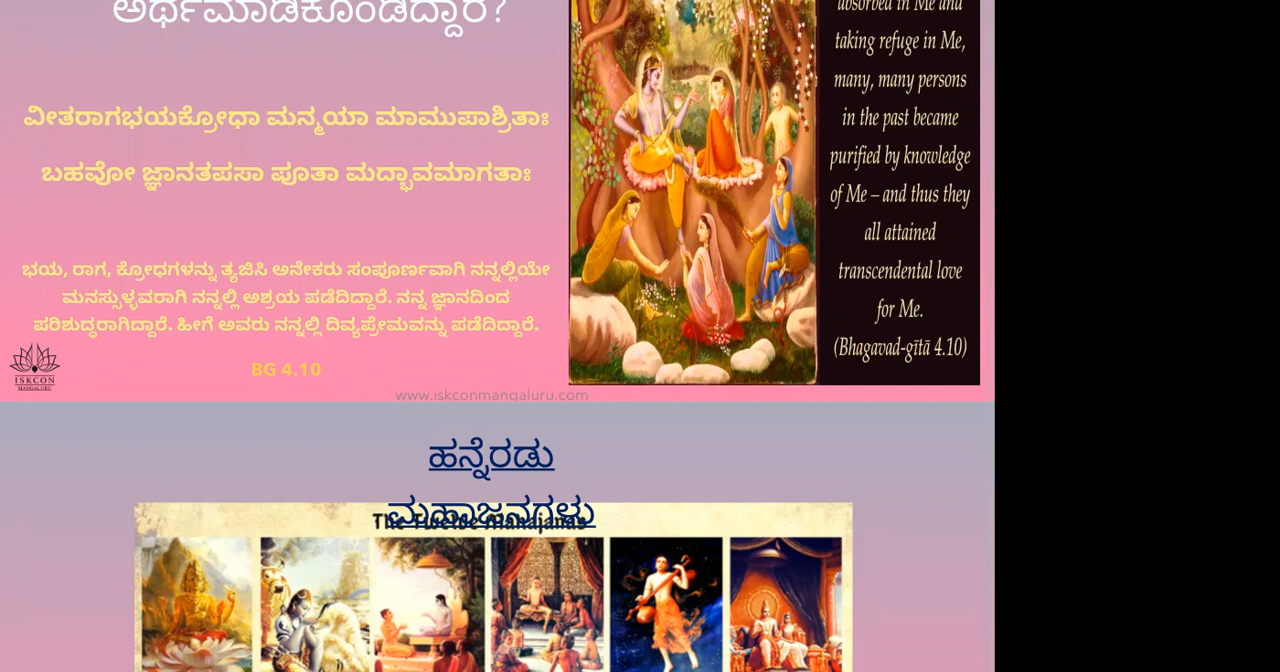 ಅರ್ಥಮಾಡಿಕೊಂಡಿದ್ದಾರೆ?
ವೀತರಾಗಭಯಕ್ರೋಧಾ ಮನ್ಮಯಾ ಮಾಮುಪಾಶ್ರಿತಾಃ
ಬಹವೋ ಜ್ಞಾನತಪಸಾ ಪೂತಾ ಮದ್ಭಾವಮಾಗತಾಃ
ಭಯ, ರಾಗ, ಕ್ರೋಧಗಳನ್ನು ತ್ಯಜಿಸಿ ಅನೇಕರು ಸಂಪೂರ್ಣವಾಗಿ ನನ್ನಲ್ಲಿಯೇ
ಮನಸ್ಸುಳ್ಳವರಾಗಿ ನನ್ನಲ್ಲಿ ಅಶ್ರಯ ಪಡೆದಿದ್ದಾರೆ. ನನ್ನ ಜ್ಞಾನದಿಂದ
ಪರಿಶುದ್ಧರಾಗಿದ್ದಾರೆ. ಹೀಗೆ ಅವರು ನನ್ನಲ್ಲಿ ದಿವ್ಯಪ್ರೇಮವನ್ನು ಪಡೆದಿದ್ದಾರೆ.
BG 4.10
ISKCON
MANGALURU
absorbed in Me and
taking refuge in Me,
many, many persons
in the past became
purified by knowledge
of Me – and thus they
all attained
transcendental love
for Me.
(Bhagavad-gītā 4.10)
www.iskconmangaluru.com
ಹನ್ನೆರಡು
ಮಹಾಜನಗಳು
The Twelve Mahajanas